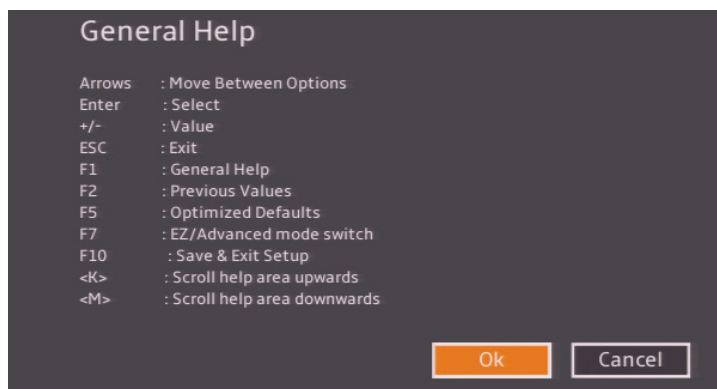 General Help
Arrows : Move Between Options
Enter : Select
+/- : Value
ESC : Exit
F1 : General Help
F2 : Previous Values
F5 : Optimized Defaults
F7 : EZ/Advanced mode switch
F10 : Save & Exit Setup
<K> : Scroll help area upwards
<M> : Scroll help area downwards
Ok Cancel